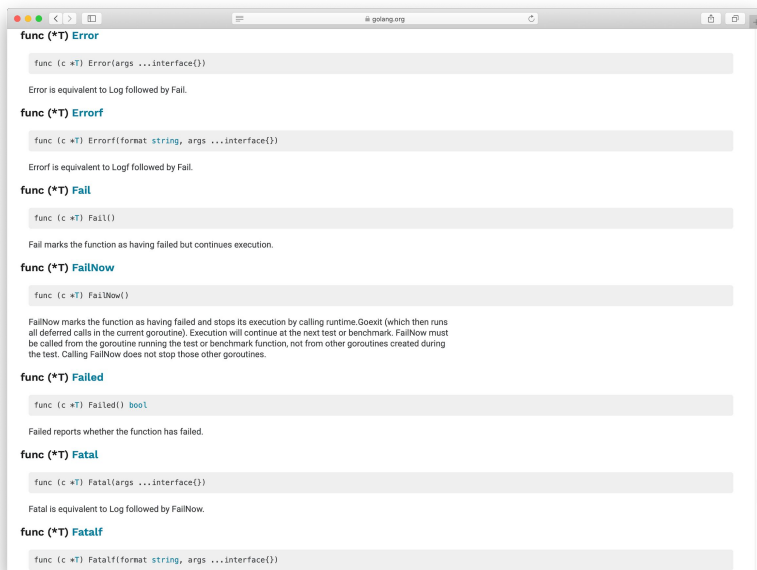 golang.org
func (*T) Error
func (c *T) Error(args ...interface{})
Error is equivalent to Log followed by Fail.
func (*T) Errorf
func (c *T) Errorf(format string, args ...interface{})
Errorf is equivalent to Logf followed by Fail.
func (*T) Fail
func (c *T) Fail()
Fail marks the function as having failed but continues execution.
func (*T) FailNow
func (c *T) FailNow()
FailNow marks the function as having failed and stops its execution by calling runtime.Goexit (which then runs
all deferred calls in the current goroutine). Execution will continue at the next test or benchmark. FailNow must
be called from the goroutine running the test or benchmark function, not from other goroutines created during
the test. Calling FailNow does not stop those other goroutines.
func (*T) Failed
func (c *T) Failed() bool
Failed reports whether the function has failed.
func (*T) Fatal
func (c *T) Fatal(args ...interface{})
Fatal is equivalent to Log followed by FailNow.
func (*T) Fatalf
func (c *T) Fatalf(format string, args ...interface{})